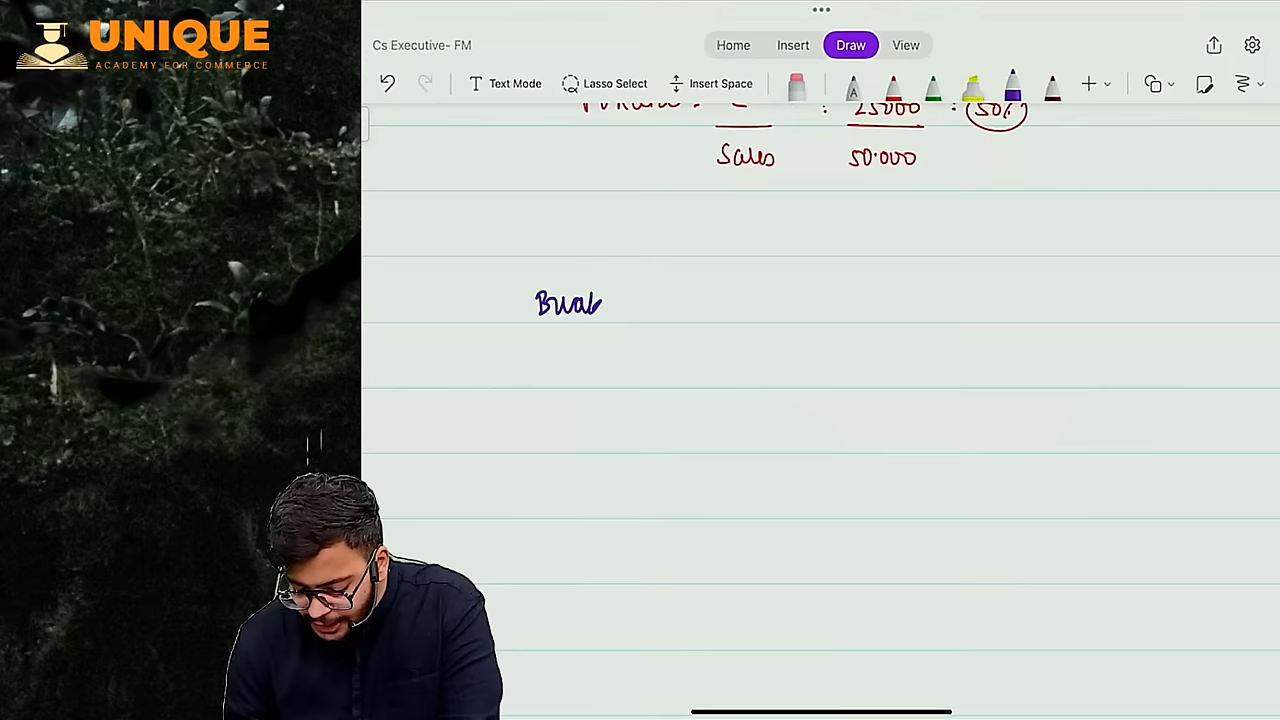 UNIQUE
ACADEMY FOR COMMERCE
Cs Executive- FM
Home Insert Draw View
Text Mode Lasso Select Insert Space
A
: 25000 : 50%
Sales 50.000